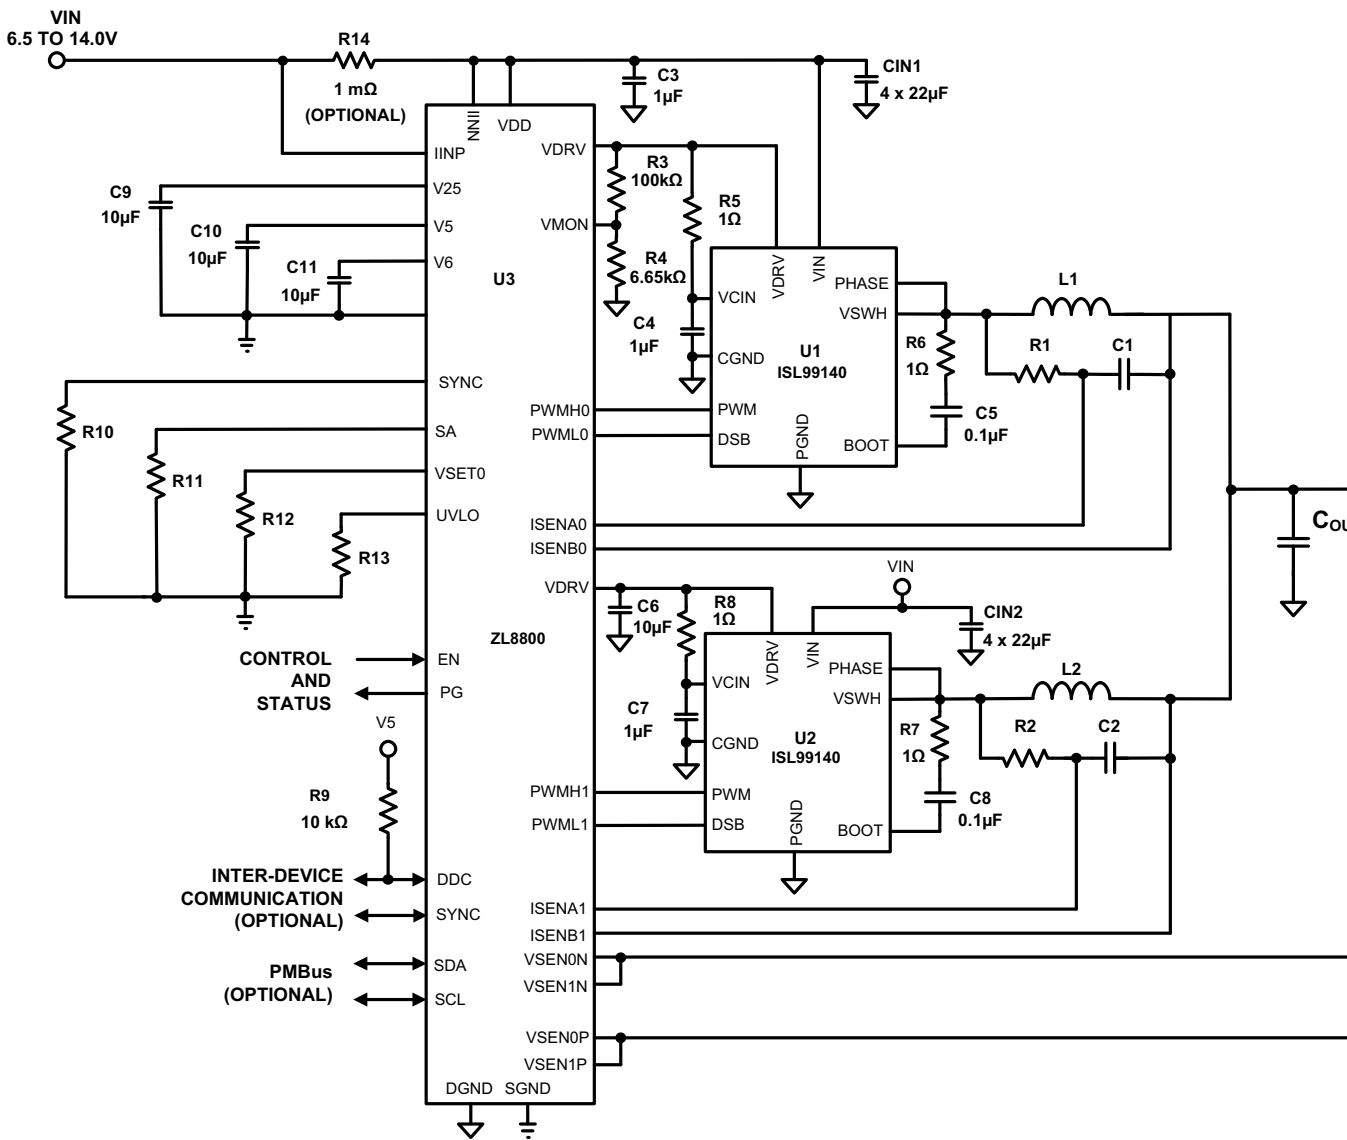 VIN
6.5 TO 14.0V
R14
1 mΩ
(OPTIONAL)
C3
1µF
CIN1
4 x 22µF
IINN
VDD
IINP
VDRV
R3
100kΩ
C9
10µF
V25
C10
10µF
V5
C11
10µF
V6
U3
VMON
R4
6.65kΩ
R5
1Ω
VDRV
VIN
PHASE
VCIN
VSWH
C4
1µF
CGND
U1
ISL99140
R6
1Ω
L1
R1
C1
C5
0.1µF
PWMH0
PWM
PWML0
DSB
PGND
BOOT
SYNC
R10
SA
R11
VSET0
R12
UVLO
R13
ISENA0
ISENB0
COU
VDRV
C6
10µF
R8
1Ω
VIN
CIN2
4 x 22µF
ZL8800
VDRV
VIN
PHASE
VCIN
VSWH
C7
1µF
CGND
U2
ISL99140
R7
1Ω
L2
R2
C2
C8
0.1µF
CONTROL
AND
STATUS
EN
PG
V5
R9
10 kΩ
PWMH1
PWM
PWML1
DSB
PGND
BOOT
INTER-DEVICE
COMMUNICATION
(OPTIONAL)
DDC
SYNC
ISENA1
ISENB1
PMBus
(OPTIONAL)
SDA
SCL
VSEN0N
VSEN1N
VSEN0P
VSEN1P
DGND
SGND